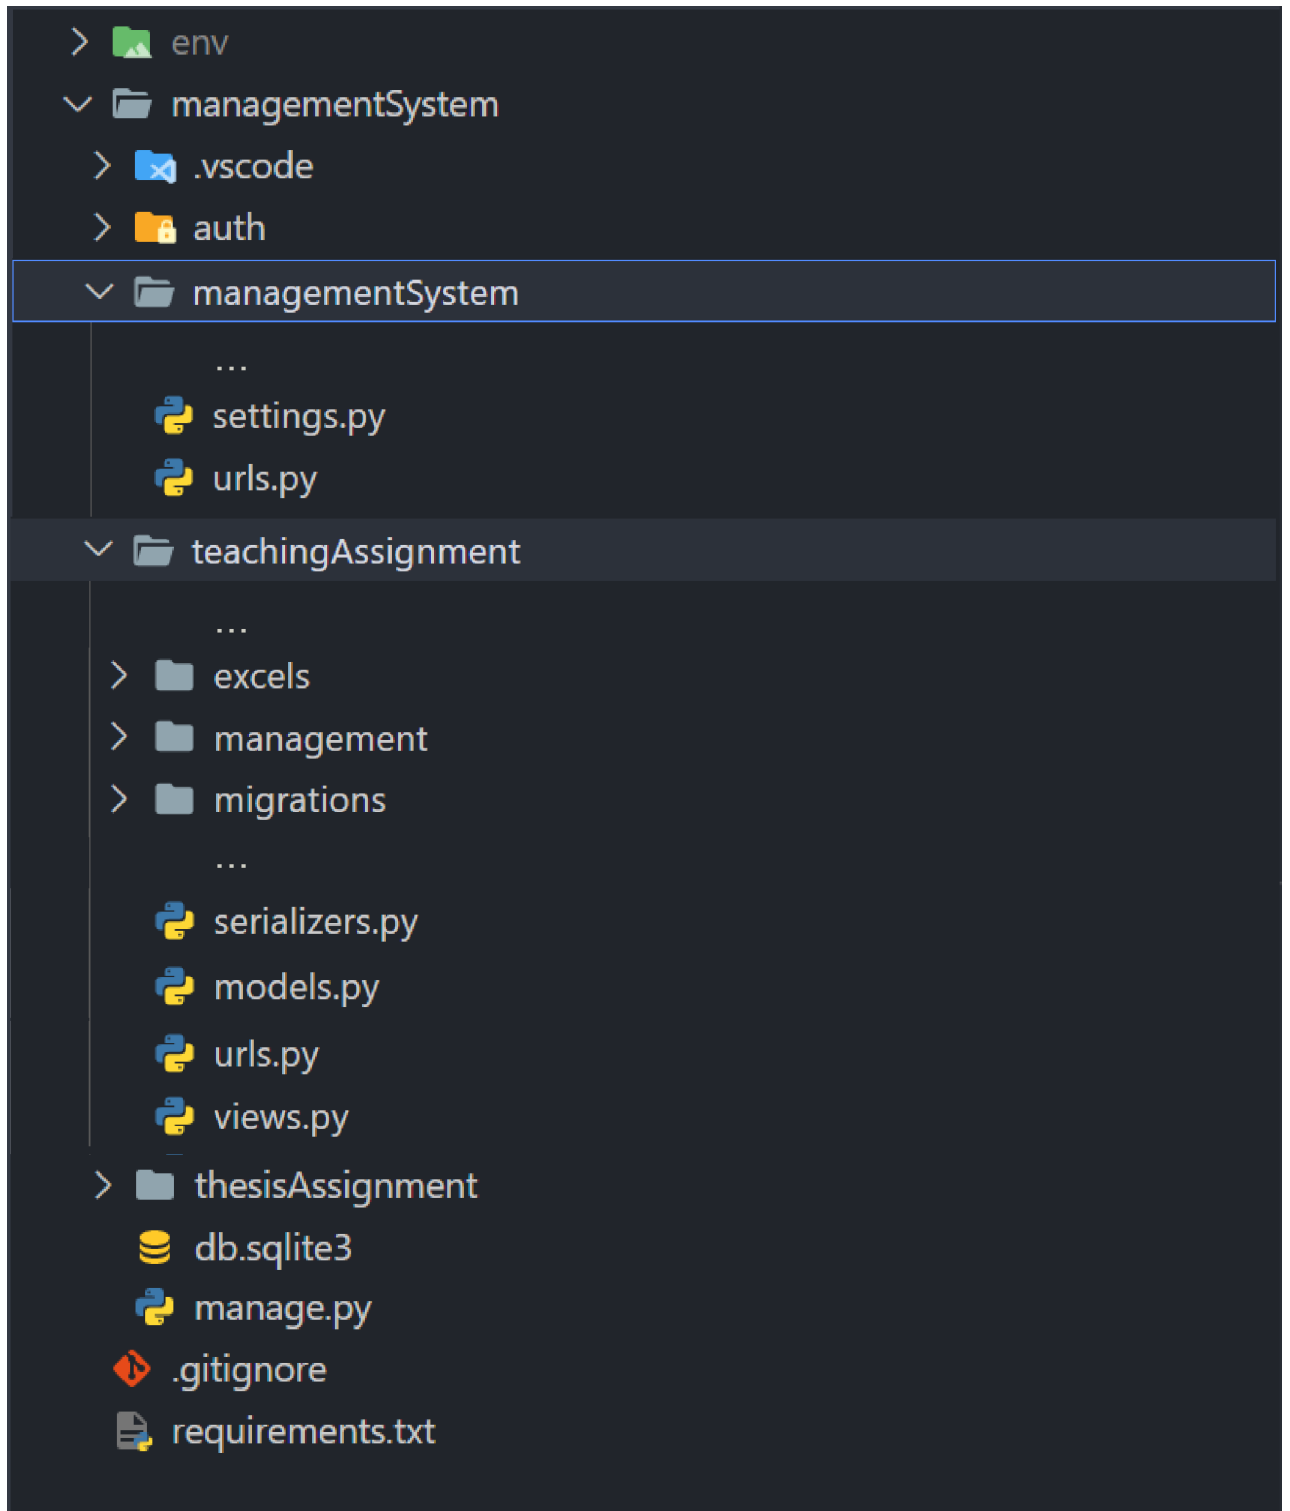 env
managementSystem
.vscode
auth
managementSystem
...
settings.py
urls.py
teachingAssignment
...
excels
management
migrations
...
serializers.py
models.py
urls.py
views.py
thesisAssignment
db.sqlite3
manage.py
.gitignore
requirements.txt